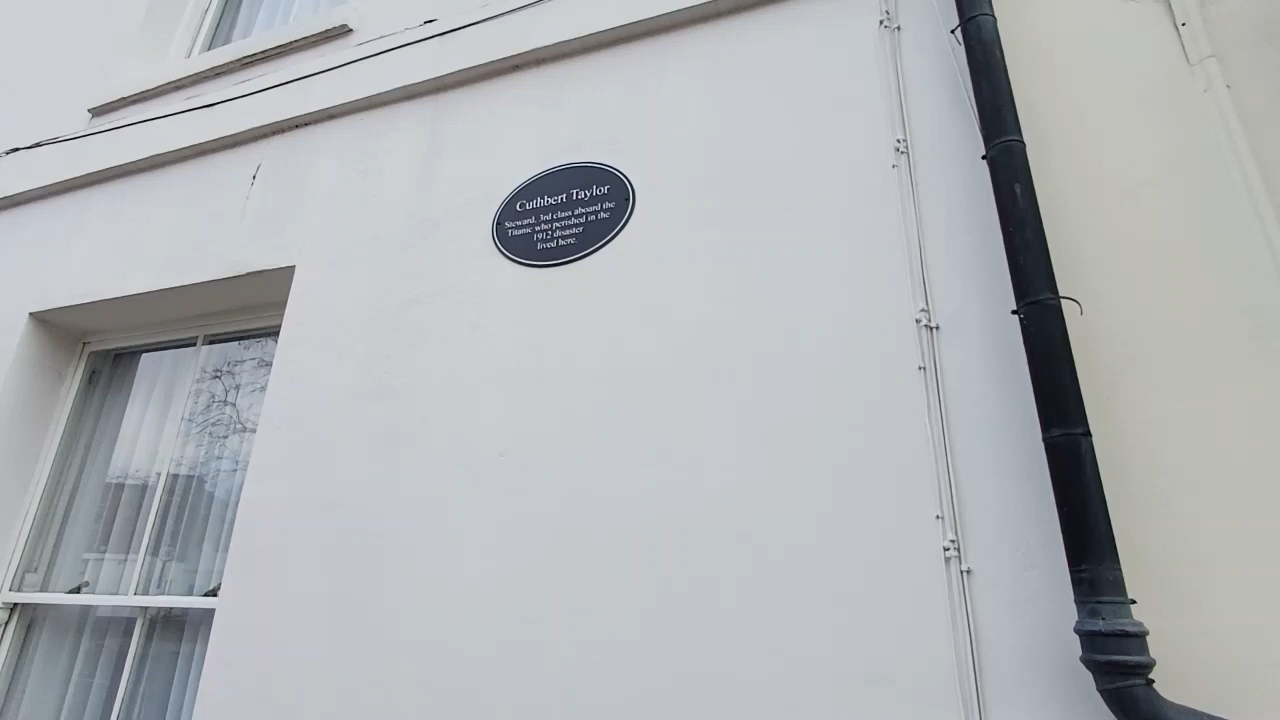 Cuthbert Taylor
Steward, 3rd class aboard the
Titanic who perished in the
1912 disaster
lived here.